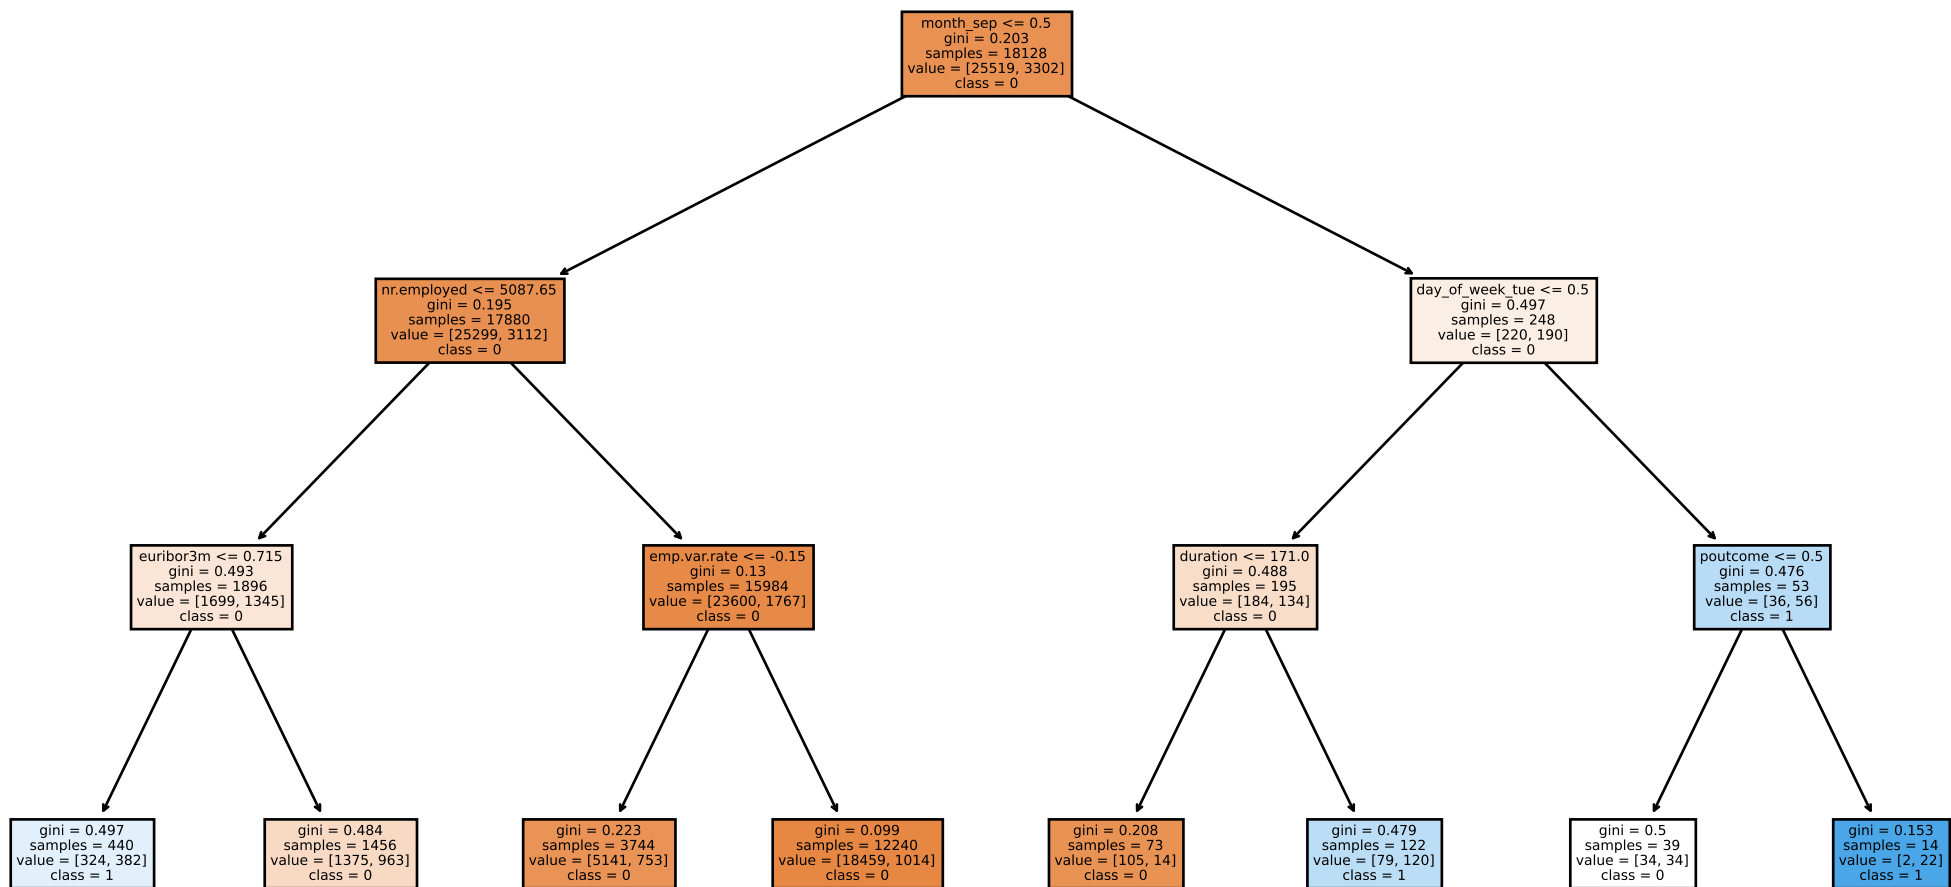 month_sep <= 0.5
gini = 0.203
samples = 18128
value = [25519, 3302]
class = 0
nr.employed <= 5087.65
gini = 0.195
samples = 17880
value = [25299, 3112]
class = 0
day_of_week_tue <= 0.5
gini = 0.497
samples = 248
value = [220, 190]
class = 0
euribor3m <= 0.715
gini = 0.493
samples = 1896
value = [1699, 1345]
class = 0
emp.var.rate <= -0.15
gini = 0.13
samples = 15984
value = [23600, 1767]
class = 0
duration <= 171.0
gini = 0.488
samples = 195
value = [184, 134]
class = 0
poutcome <= 0.5
gini = 0.476
samples = 53
value = [36, 56]
class = 1
gini = 0.497
samples = 440
value = [324, 382]
class = 1
gini = 0.484
samples = 1456
value = [1375, 963]
class = 0
gini = 0.223
samples = 3744
value = [5141, 753]
class = 0
gini = 0.099
samples = 12240
value = [18459, 1014]
class = 0
gini = 0.208
samples = 73
value = [105, 14]
class = 0
gini = 0.479
samples = 122
value = [79, 120]
class = 1
gini = 0.5
samples = 39
value = [34, 34]
class = 0
gini = 0.153
samples = 14
value = [2, 22]
class = 1